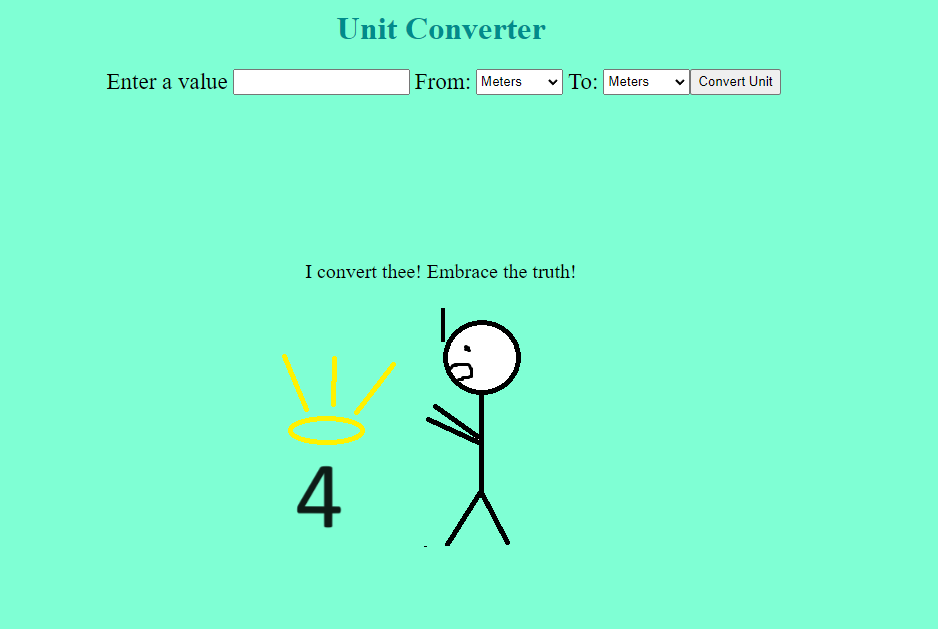 Unit Converter
Enter a value From: Meters To: Meters Convert Unit
I convert thee! Embrace the truth!
4